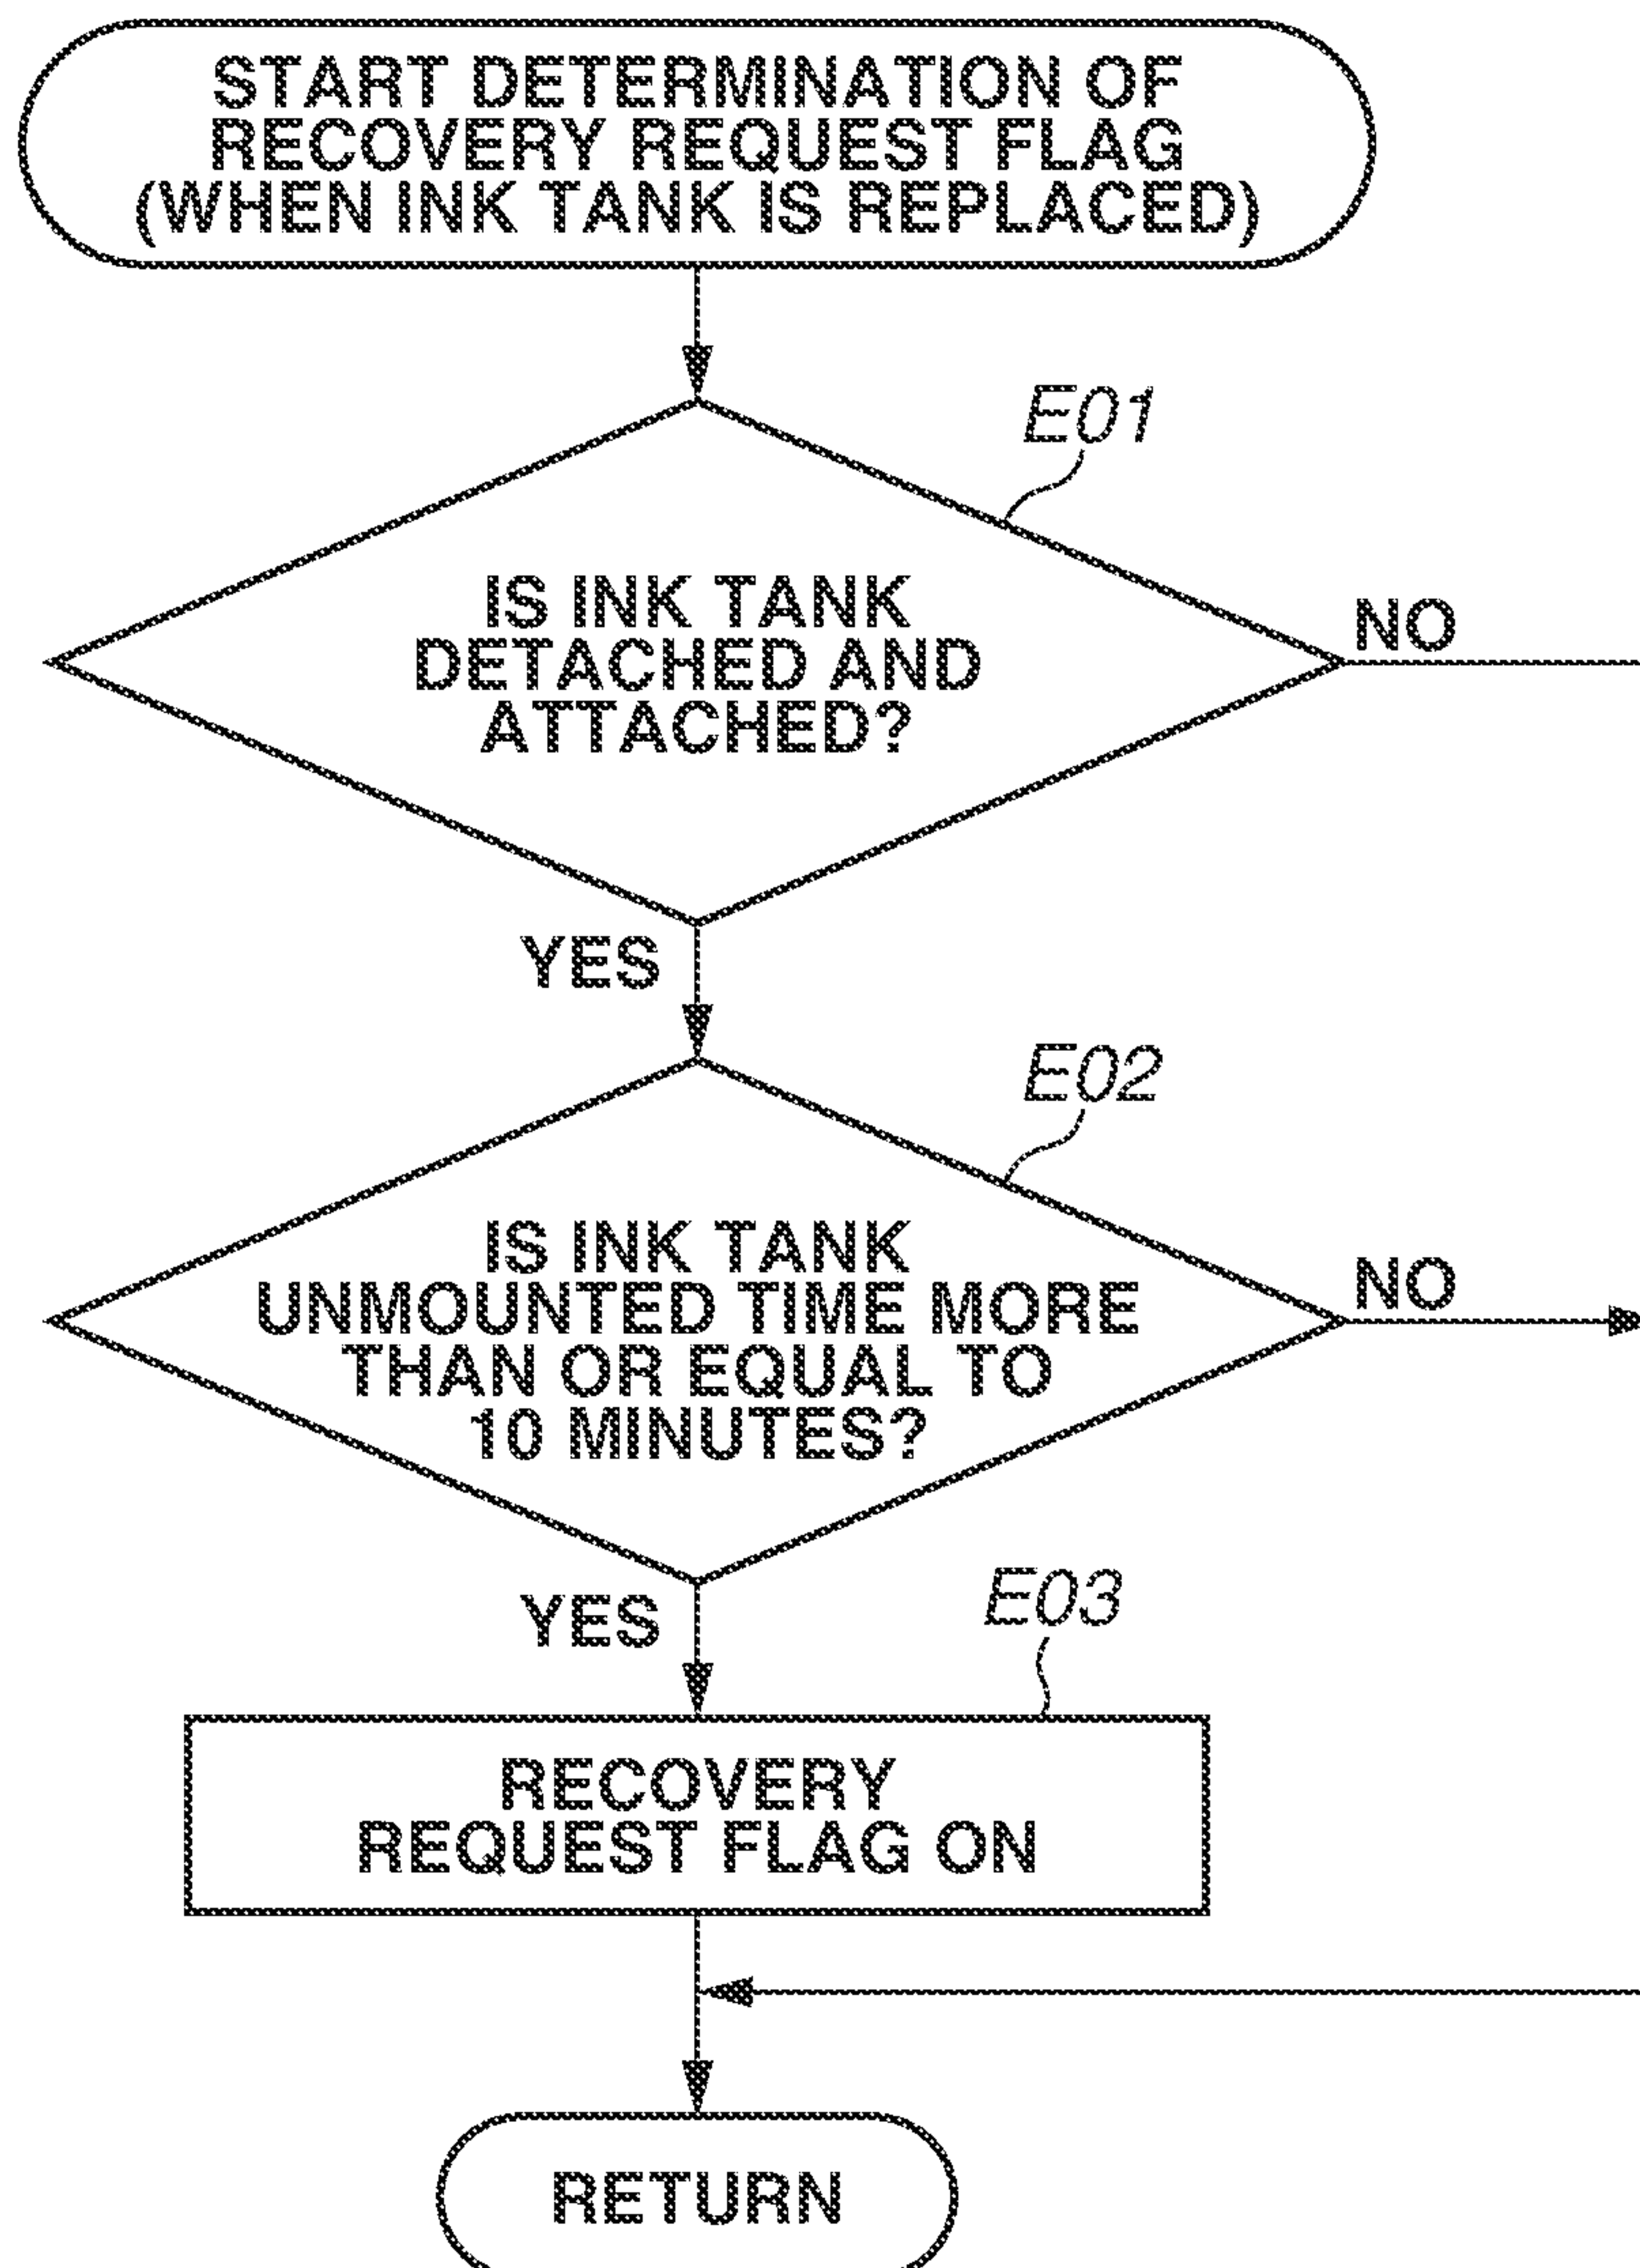 START DETERMINATION OF
RECOVERY REQUEST FLAG
(WHEN INK TANK IS REPLACED)
E01
IS INK TANK
DETACHED AND
ATTACHED?
NO
YES
E02
IS INK TANK
UNMOUNTED TIME MORE
THAN OR EQUAL TO
10 MINUTES?
NO
YES
E03
RECOVERY
REQUEST FLAG ON
RETURN